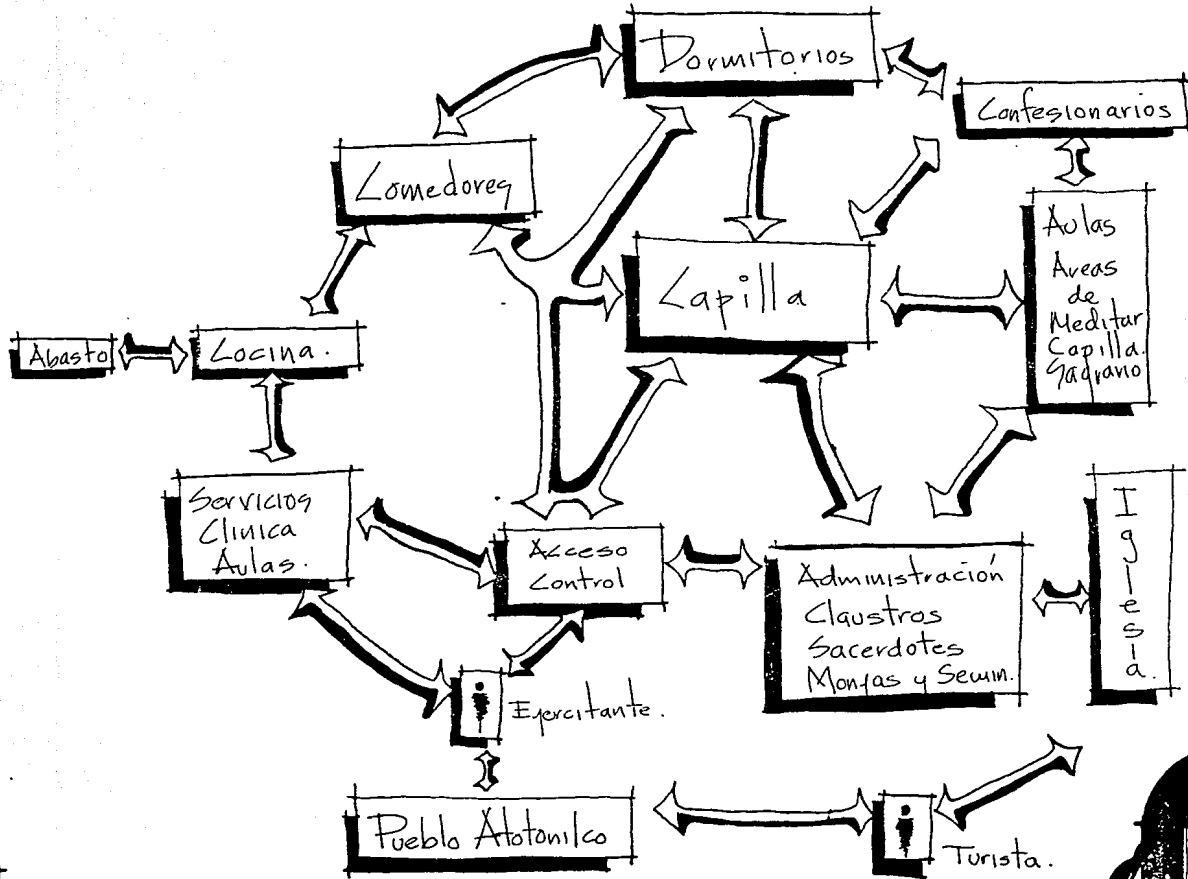 Dormitorios
Confesionarios
Comedores
Aulas
Areas
de
Meditar
Capilla.
Sagrario
Capilla
Abasto
Cocina.
Servicios
Clinica
Aulas.
Acceso
Control
Administración
Claustros
Sacerdotes
Monjas y Semin.
Iglesia.
Ejercitante.
Pueblo Atotonilco
Turista.